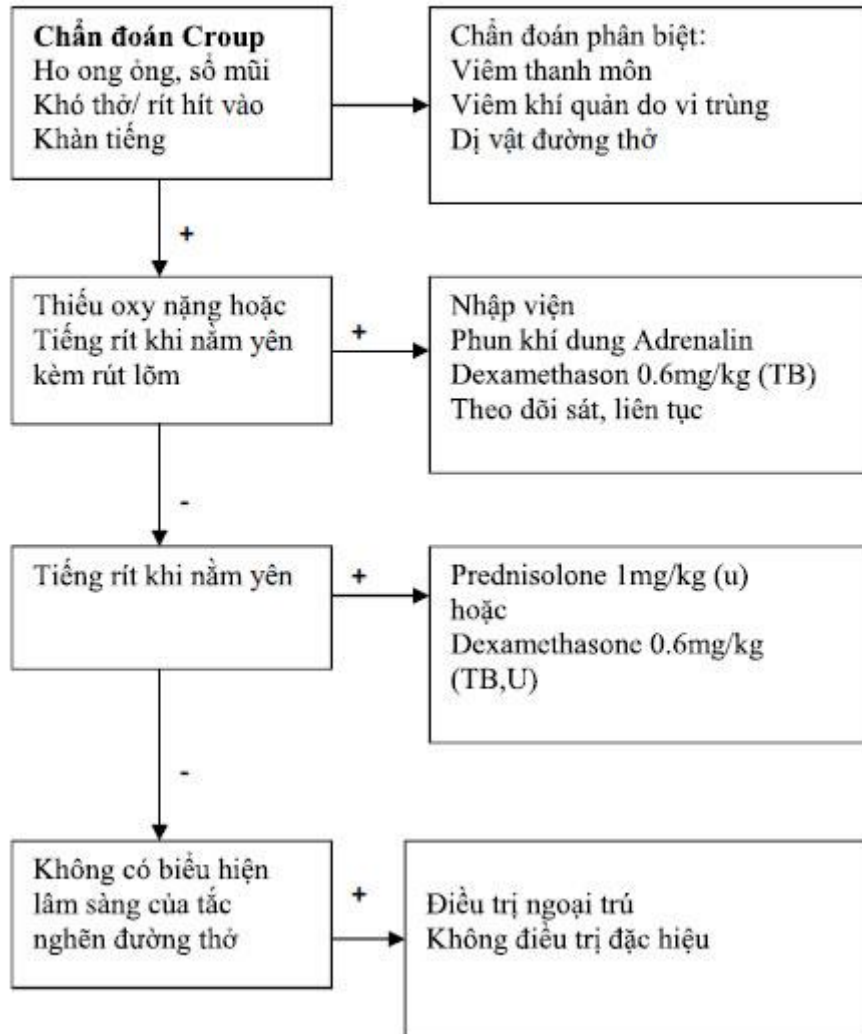 Chẩn đoán Croup
Ho ong ỏng, sổ mũi
Khó thở/ rít hít vào
Khàn tiếng
Chẩn đoán phân biệt:
Viêm thanh môn
Viêm khí quản do vi trùng
Dị vật đường thở
+
Thiếu oxy nặng hoặc
Tiếng rít khi nằm yên
kèm rút lõm
+
Nhập viện
Phun khí dung Adrenalin
Dexamethason 0.6mg/kg (TB)
Theo dõi sát, liên tục
-
Tiếng rít khi nằm yên
+
Prednisolone 1mg/kg (u)
hoặc
Dexamethasone 0.6mg/kg
(TB,U)
-
Không có biểu hiện
lâm sàng của tắc
nghẽn đường thở
+
Điều trị ngoại trú
Không điều trị đặc hiệu